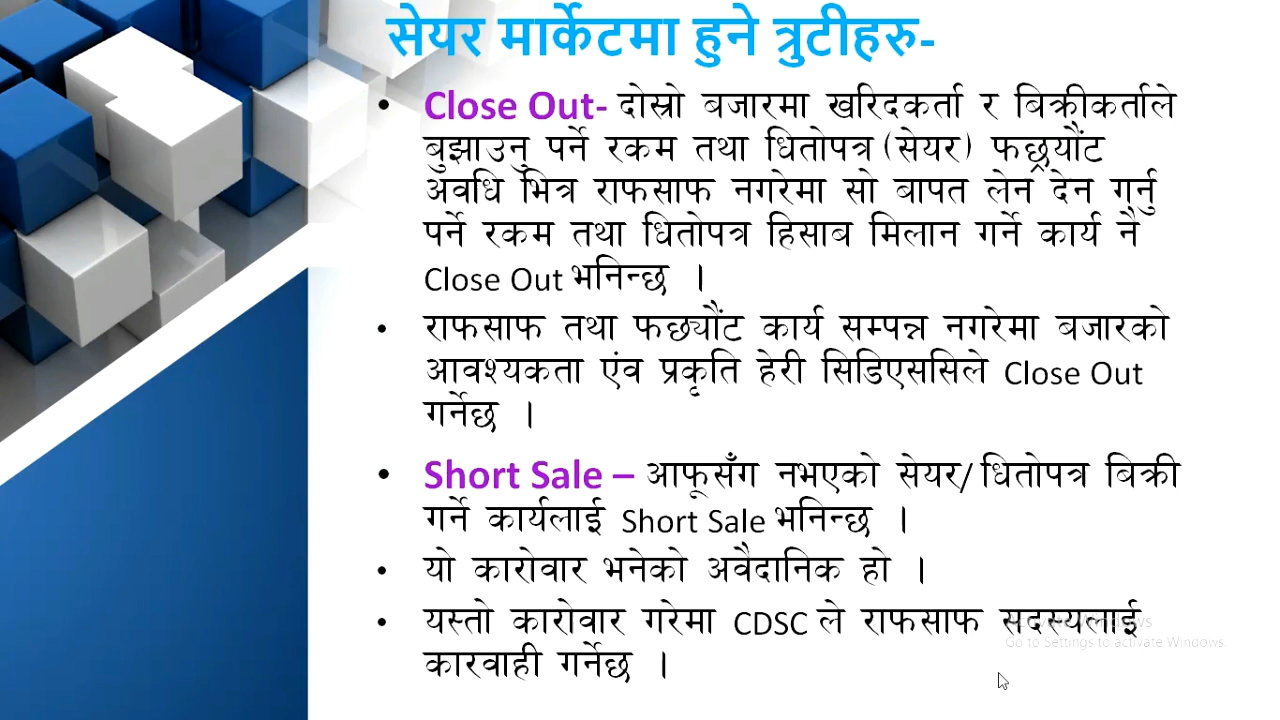 सेयर मार्केटमा हुने त्रुटीहरु-
• Close Out- दोस्रो बजारमा खरिदकर्ता र बिक्रीकर्ताले
बुझाउनु पर्ने रकम तथा धितोपत्र(सेयर) फछ्र्यौंट
अवधि भित्र राफसाफ नगरेमा सो बापत लेन देन गर्नु
पर्ने रकम तथा धितोपत्र हिसाब मिलान गर्ने कार्य नै
Close Out भनिन्छ ।
• राफसाफ तथा फछ्यौंट कार्य सम्पन्न नगरेमा बजारको
आवश्यकता एंव प्रकृति हेरी सिडिएससिले Close Out
गर्नेछ ।
• Short Sale – आफूसँग नभएको सेयर/धितोपत्र बिक्री
गर्ने कार्यलाई Short Sale भनिन्छ ।
• यो कारोवार भनेको अवैदानिक हो ।
• यस्तो कारोवार गरेमा CDSC ले राफसाफ सदस्यलाई
कारवाही गर्नेछ ।
Activate Windows
Go to Settings to activate Windows.